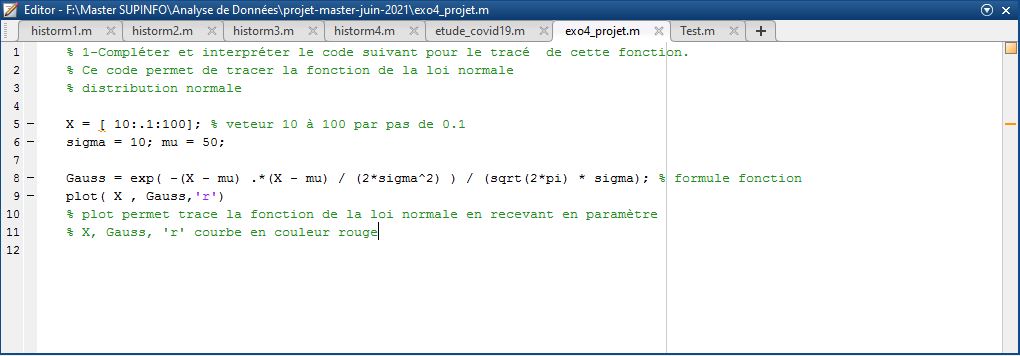 Editor - F:\Master SUPINFO\Analyse de Données\projet-master-juin-2021\exo4_projet.m
historm1.m historm2.m historm3.m historm4.m etude_covid19.m exo4_projet.m Test.m +
1 % 1-Compléter et interpréter le code suivant pour le tracé  de cette fonction.
2 % Ce code permet de tracer la fonction de la loi normale
3 % distribution normale
4
5 X = [ 10:.1:100]; % veteur 10 à 100 par pas de 0.1
6 sigma = 10; mu = 50;
7
8 Gauss = exp( -(X - mu) .*(X - mu) / (2*sigma^2) ) / (sqrt(2*pi) * sigma); % formule fonction
9 plot( X , Gauss,'r')
10 % plot permet trace la fonction de la loi normale en recevant en paramètre
11 % X, Gauss, 'r' courbe en couleur rouge
12